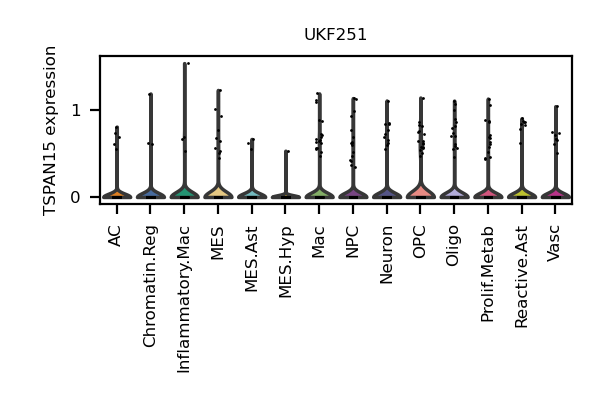 UKF251
TSPAN15 expression
1
0
AC
Chromatin.Reg
Inflammatory.Mac
MES
MES.Ast
MES.Hyp
Mac
NPC
Neuron
OPC
Oligo
Prolif.Metab
Reactive.Ast
Vasc